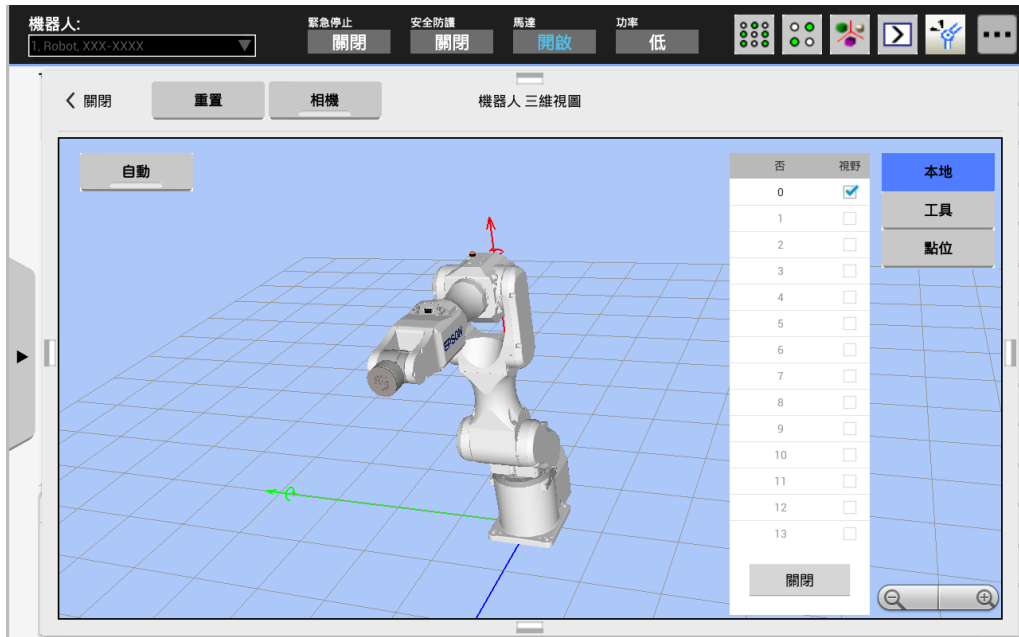 機器人:
1, Robot, XXX-XXXX
緊急停止
關閉
安全防護
關閉
馬達
開啟
功率
低
關閉
重置
相機
機器人 三維視圖
自動
EPSON
否 視野
0
1
2
3
4
5
6
7
8
9
10
11
12
13
關閉
本地
工具
點位